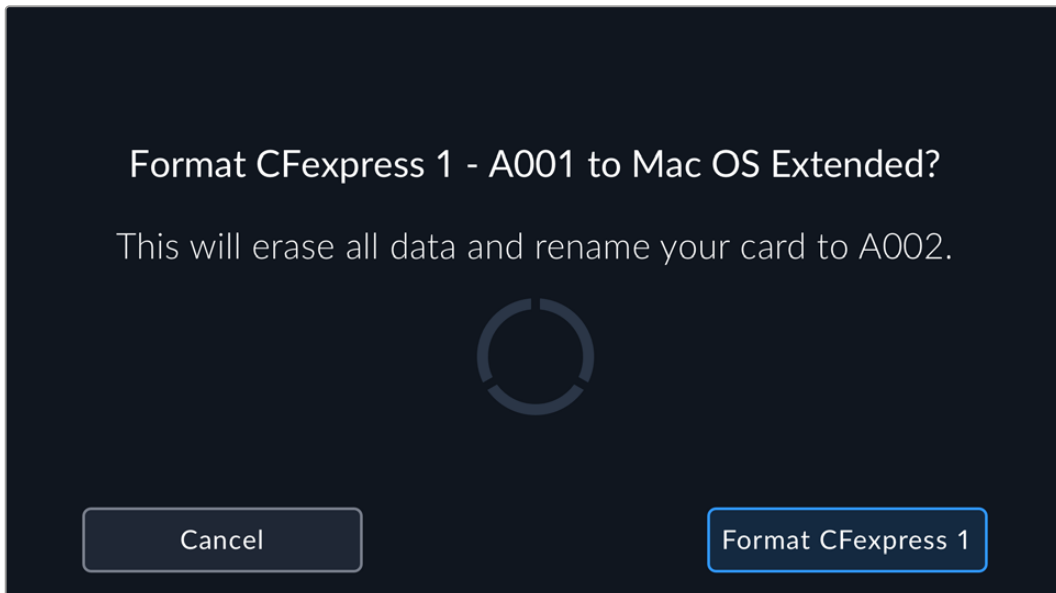 Format CFexpress 1 - A001 to Mac OS Extended?
This will erase all data and rename your card to A002.
Cancel
Format CFexpress 1